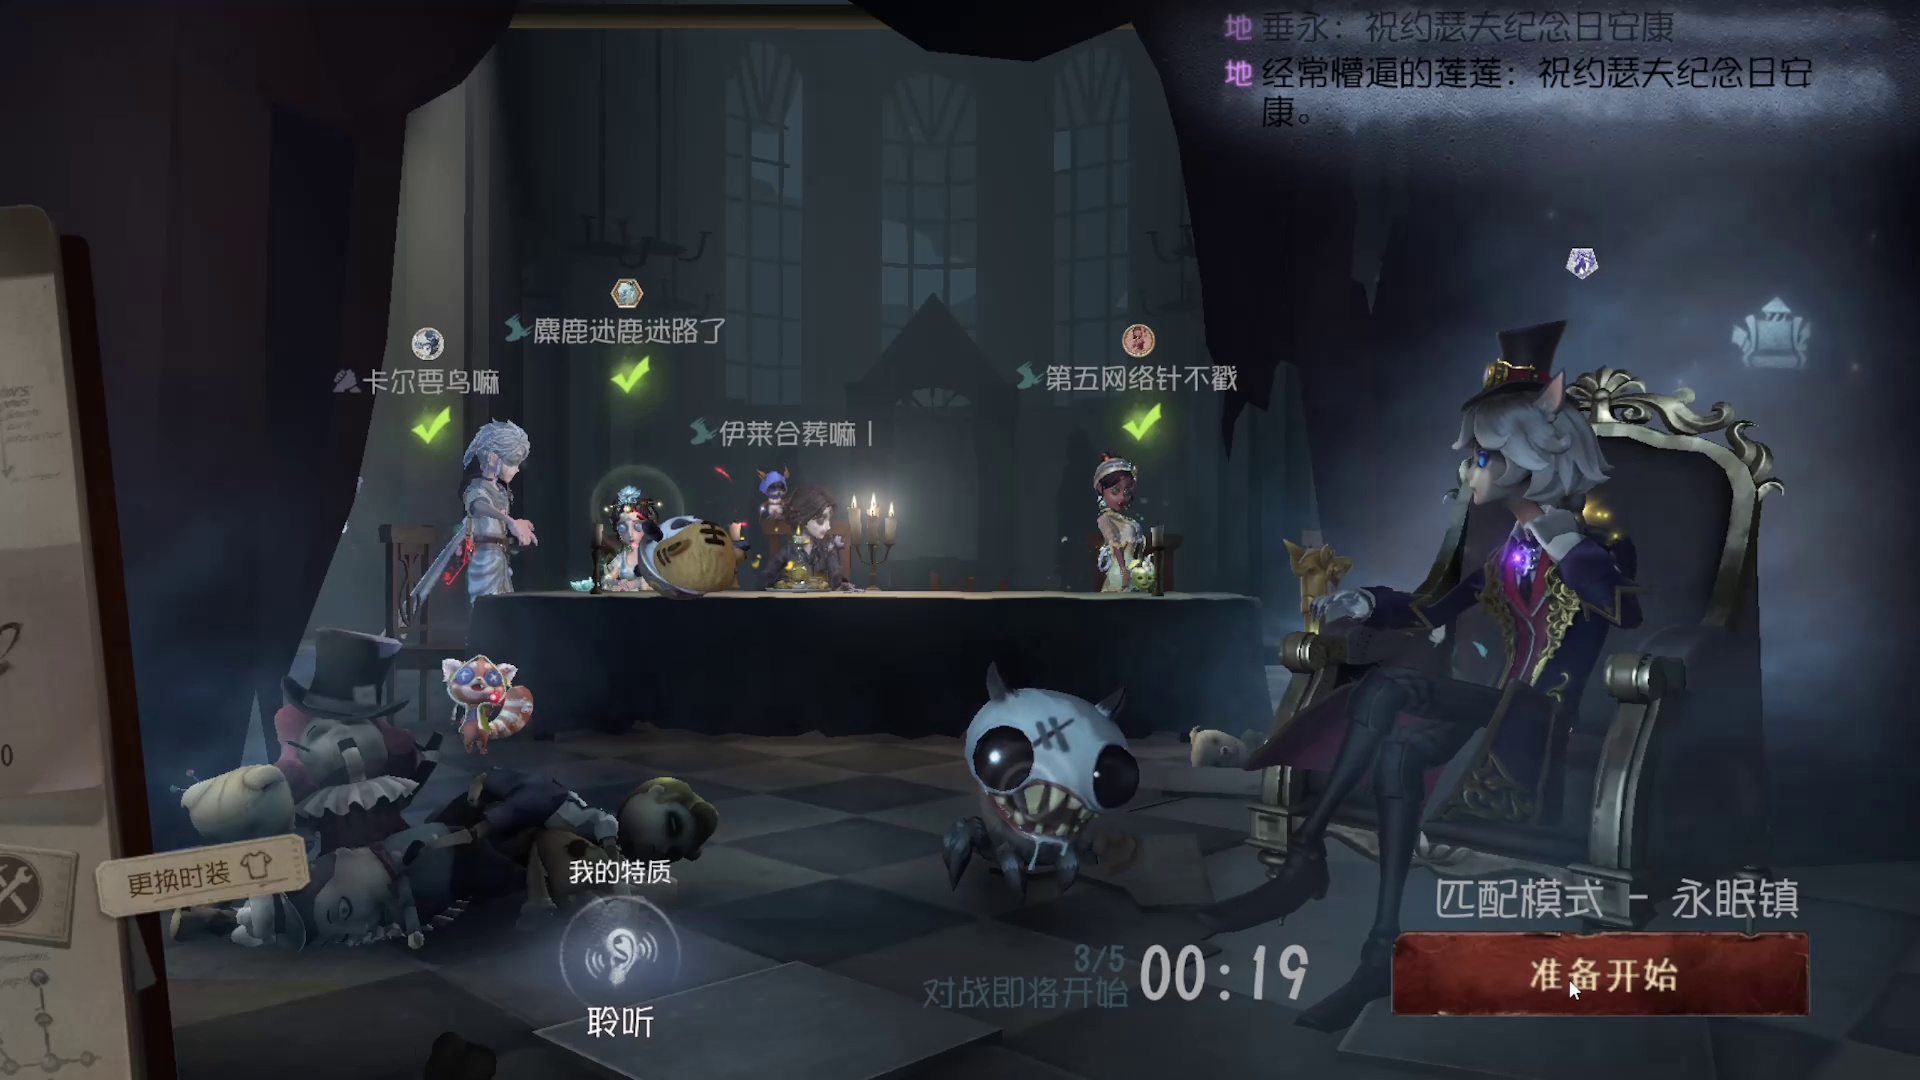 地 垂永：祝约瑟夫纪念日安康
地 经常懵逼的莲莲：祝约瑟夫纪念日安
康。
麋鹿迷鹿迷路了
卡尔要鸟嘛
第五网络针不戳
伊莱合葬嘛丨
更换时装
我的特质
聆听
匹配模式 - 永眠镇
3/5
对战即将开始
00:19
准备开始